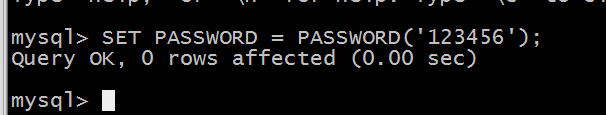 mysql> SET PASSWORD = PASSWORD('123456');
Query OK, 0 rows affected (0.00 sec)
mysql>